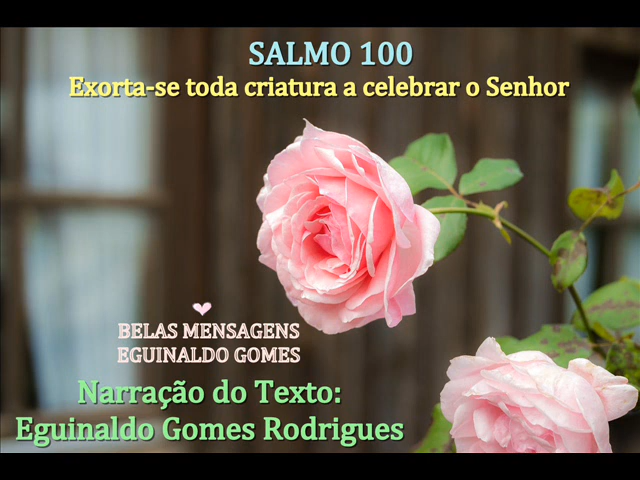 SALMO 100
Exorta-se toda criatura a celebrar o Senhor
BELAS MENSAGENS
EGUINALDO GOMES
Narração do Texto:
Eguinaldo Gomes Rodrigues